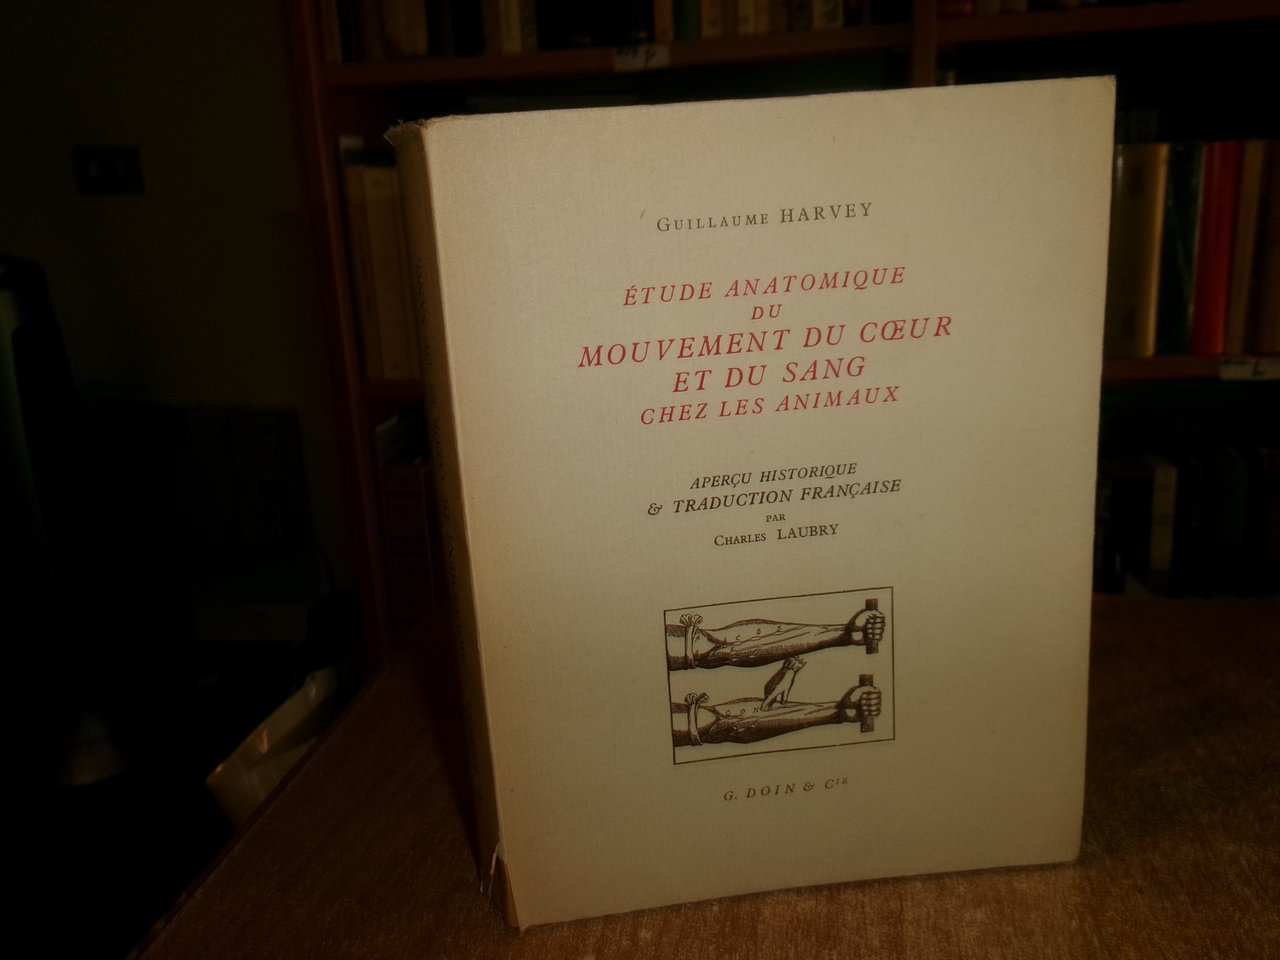 Guillaume HARVEY
ÉTUDE ANATOMIQUE
DU
MOUVEMENT DU CŒUR
ET DU SANG
CHEZ LES ANIMAUX
APERÇU HISTORIQUE
& TRADUCTION FRANÇAISE
PAR
Charles LAUBRY
G. DOIN & Cie